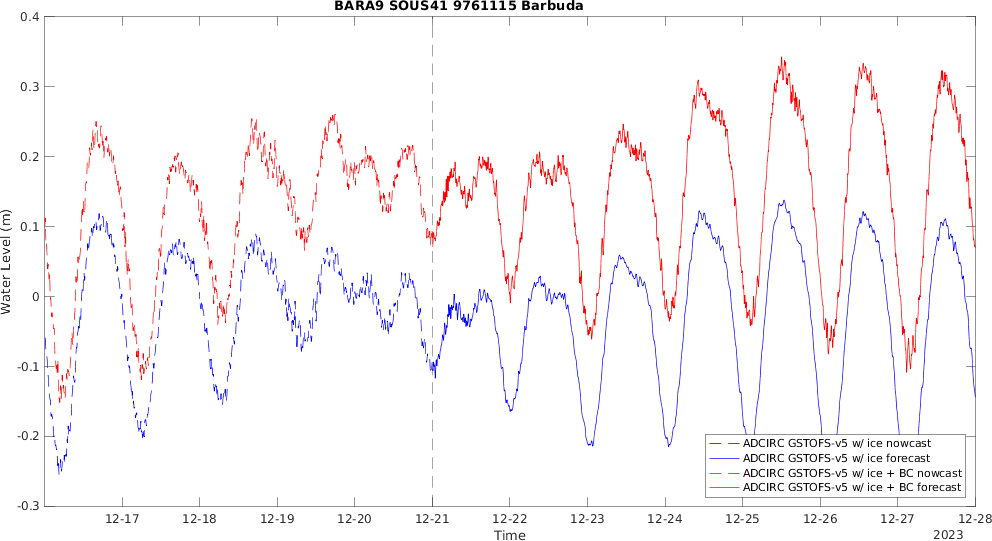 BARA9 SOUS41 9761115 Barbuda
Water Level (m)
0.4
0.3
0.2
0.1
0
-0.1
-0.2
-0.3
ADCIRC GSTOFS-v5 w/ ice nowcast
ADCIRC GSTOFS-v5 w/ ice forecast
ADCIRC GSTOFS-v5 w/ ice + BC nowcast
ADCIRC GSTOFS-v5 w/ ice + BC forecast
12-17 12-18 12-19 12-20 12-21 12-22 12-23 12-24 12-25 12-26 12-27 12-28
Time
2023